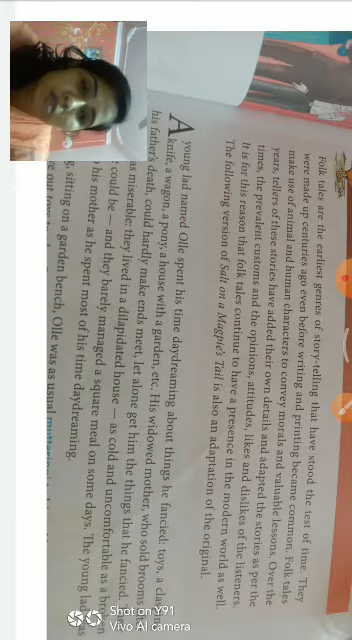 Folk tales are the earliest genres of story-telling that have stood the test of time. They
were made up centuries ago even before writing and printing became common. Folk tales
make use of animal and human characters to convey morals and valuable lessons. Over the
years, tellers of these stories have added their own details and adapted the stories as per the
times, the prevalent customs and the opinions, attitudes, likes and dislikes of the listeners.
It is for this reason that folk tales continue to have a presence in the modern world as well.
The following version of Salt on a Magpie's Tail is also an adaptation of the original.
A young lad named Olle spent his time daydreaming about things he fancied: toys, a clasp
knife, a wagon, a pony, a house with a garden, etc. His widowed mother, who sold brooms
his father's death, could hardly make ends meet, let alone get him the things that he fancied.
as miserable: they lived in a dilapidated house — as cold and uncomfortable as a
could be — and they barely managed a square meal on some days. The young
his mother as he spent most of his time daydreaming.
sitting on a garden bench, Olle was as usual
Shot on Y91
Vivo AI camera